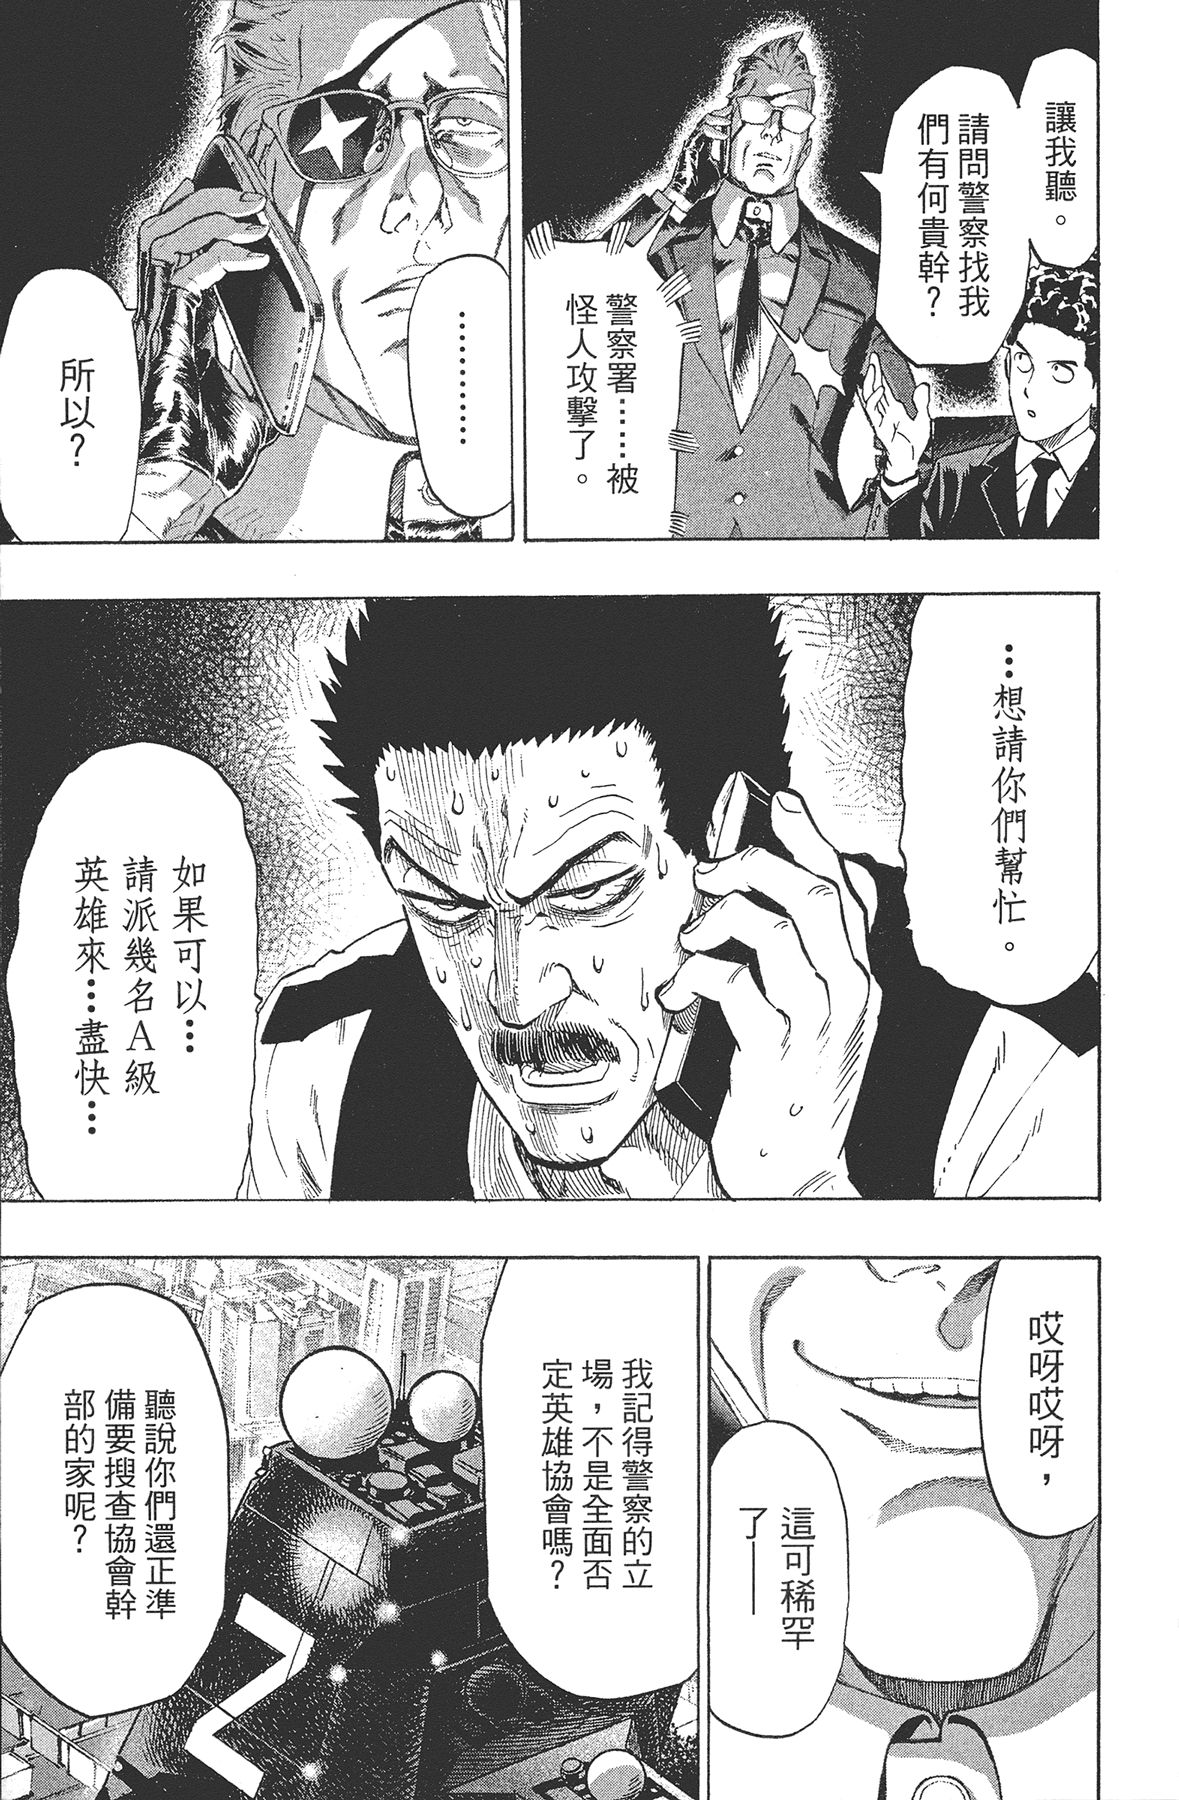 讓我聽。
請問警察找我
們有何貴幹？
警察署……被
怪人攻擊了。
…………
所以？
…想請你們幫忙。
如果可以…
請派幾名A級
英雄來…盡快…
哎呀哎呀，
這可稀罕
了——
我記得警察的立
場，不是全面否
定英雄協會嗎？
聽說你們還正準
備要搜查協會幹
部的家呢？